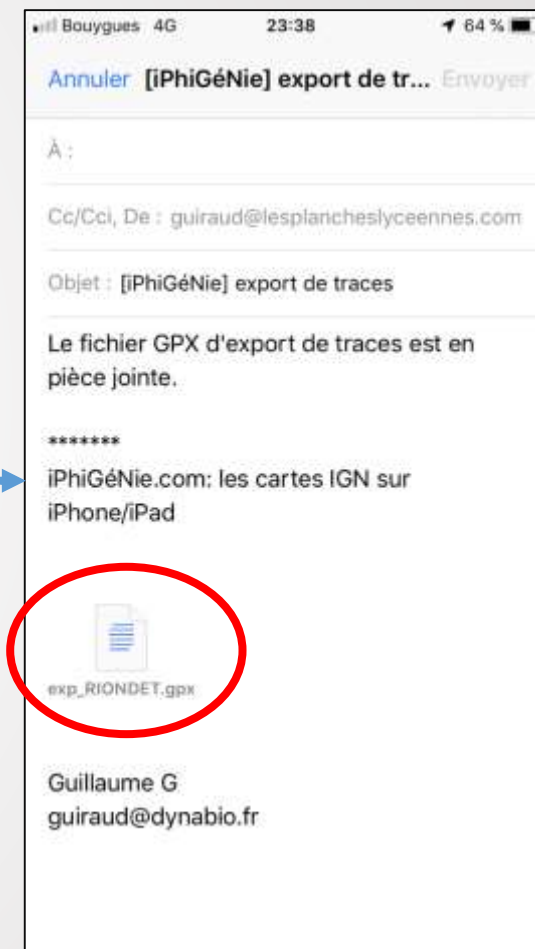 Bouygues 4G 23:38 64 %
Annuler [iPhiGéNie] export de tr... Envoyer
À :
Cc/Cci, De : guiraud@lesplancheslyceennes.com
Objet : [iPhiGéNie] export de traces
Le fichier GPX d'export de traces est en
pièce jointe.
*******
iPhiGéNie.com: les cartes IGN sur
iPhone/iPad
exp_RIONDET.gpx
Guillaume G
guiraud@dynabio.fr